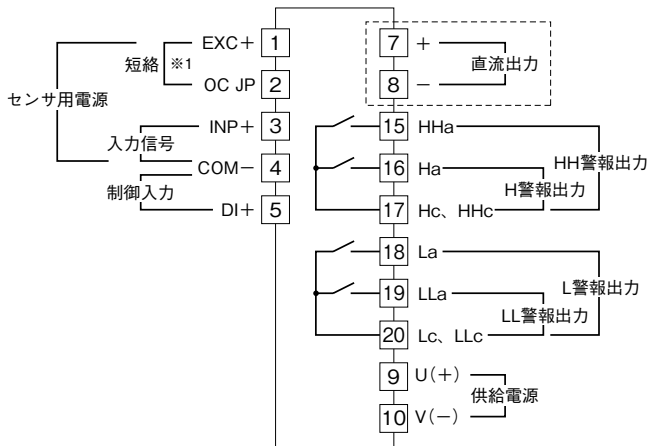 EXC+ 1
短絡 ※1
OC JP 2
センサ用電源
INP+ 3
入力信号
COM− 4
制御入力
DI+ 5
7 +
直流出力
8 −
15 HHa
HH警報出力
16 Ha
H警報出力
17 Hc、HHc
18 La
L警報出力
19 LLa
LL警報出力
20 Lc、LLc
9 U(+)
供給電源
10 V(−)